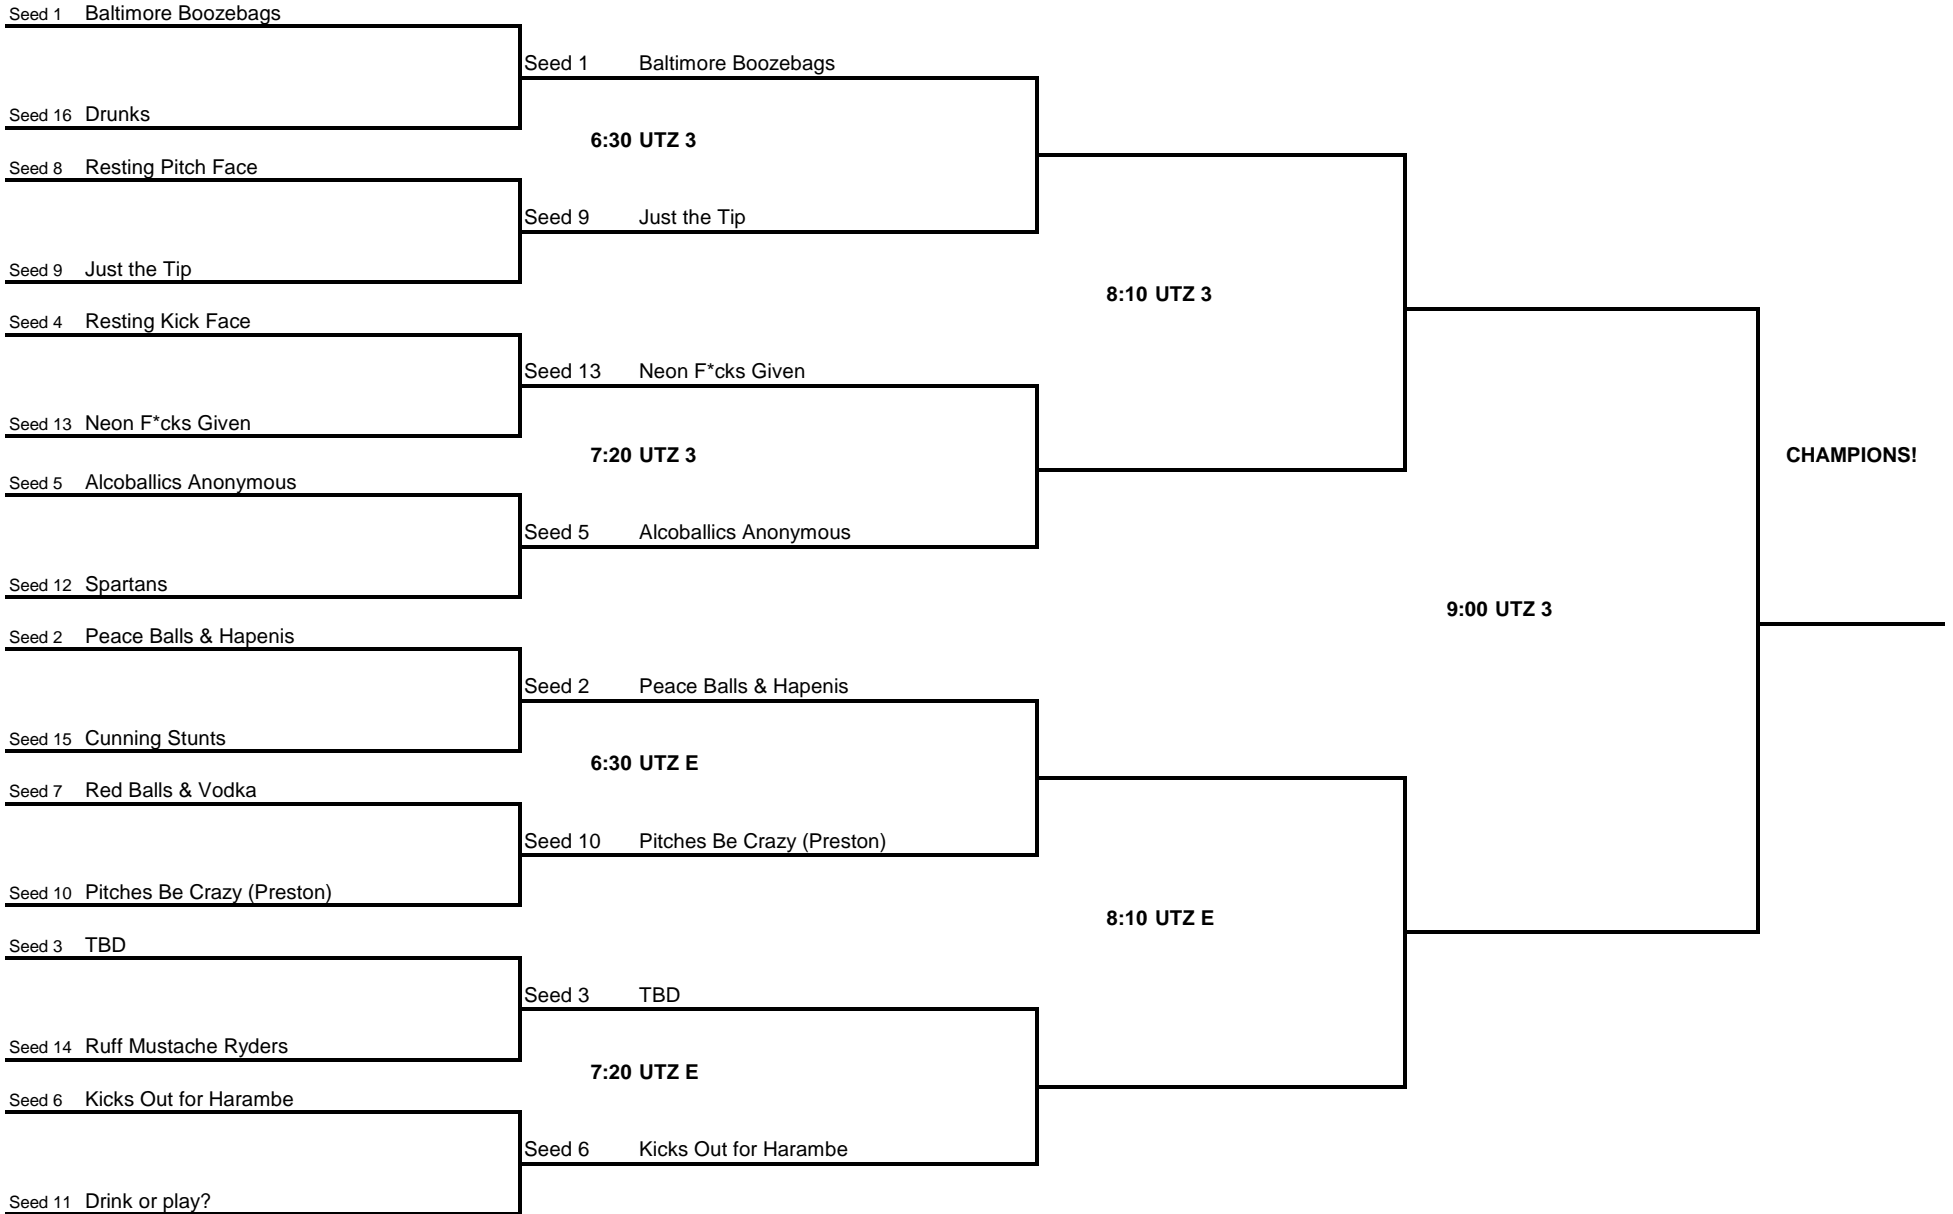 Seed 1 Baltimore Boozebags
Seed 1 Baltimore Boozebags
Seed 16 Drunks
6:30 UTZ 3
Seed 8 Resting Pitch Face
Seed 9 Just the Tip
Seed 9 Just the Tip
8:10 UTZ 3
Seed 4 Resting Kick Face
Seed 13 Neon F*cks Given
Seed 13 Neon F*cks Given
7:20 UTZ 3
CHAMPIONS!
Seed 5 Alcoballics Anonymous
Seed 5 Alcoballics Anonymous
Seed 12 Spartans
9:00 UTZ 3
Seed 2 Peace Balls & Hapenis
Seed 2 Peace Balls & Hapenis
Seed 15 Cunning Stunts
6:30 UTZ E
Seed 7 Red Balls & Vodka
Seed 10 Pitches Be Crazy (Preston)
Seed 10 Pitches Be Crazy (Preston)
8:10 UTZ E
Seed 3 TBD
Seed 3 TBD
Seed 14 Ruff Mustache Ryders
7:20 UTZ E
Seed 6 Kicks Out for Harambe
Seed 6 Kicks Out for Harambe
Seed 11 Drink or play?